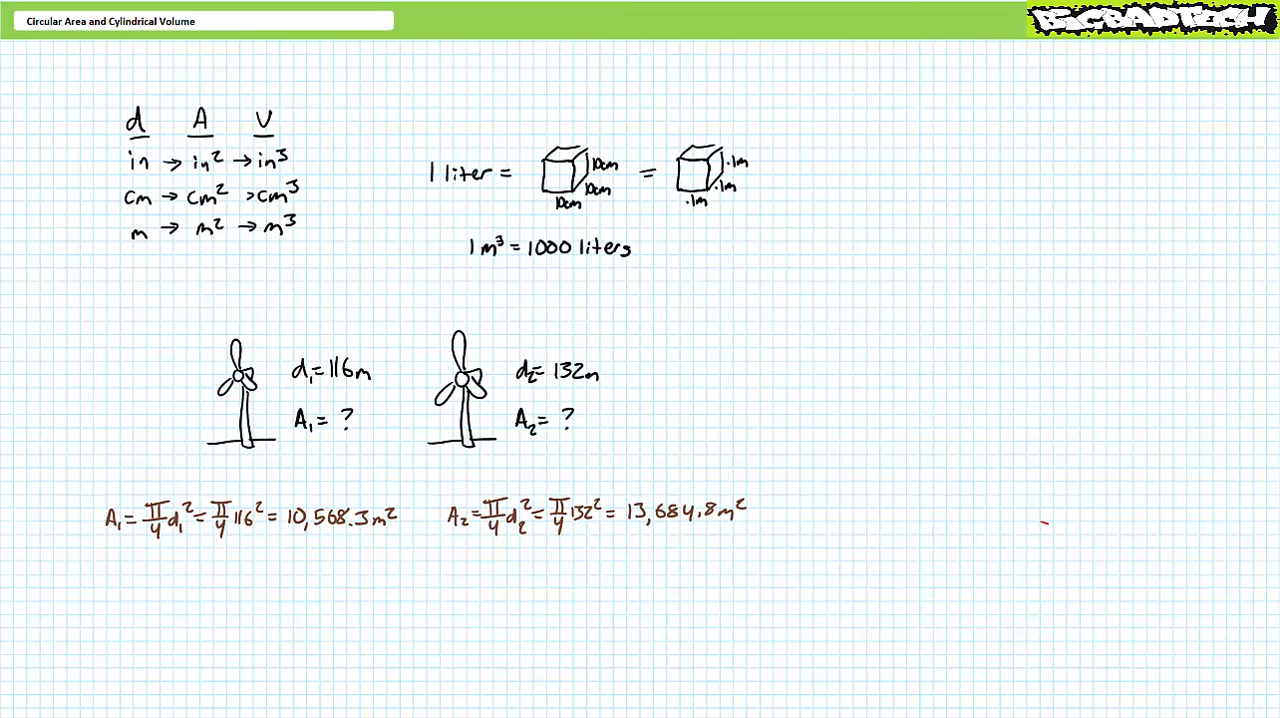 Circular Area and Cylindrical Volume
BIGBADTECH
d A V
in → in² → in³
cm → cm² → cm³
m → m² → m³
1 liter = 10cm 10cm 10cm = .1m .1m .1m
1 m³ = 1000 liters
d₁ = 116m
A₁ = ?
d₂ = 132m
A₂ = ?
A₁ = π/4 d₁² = π/4 116² = 10,568.3 m²
A₂ = π/4 d₂² = π/4 132² = 13,684.8 m²